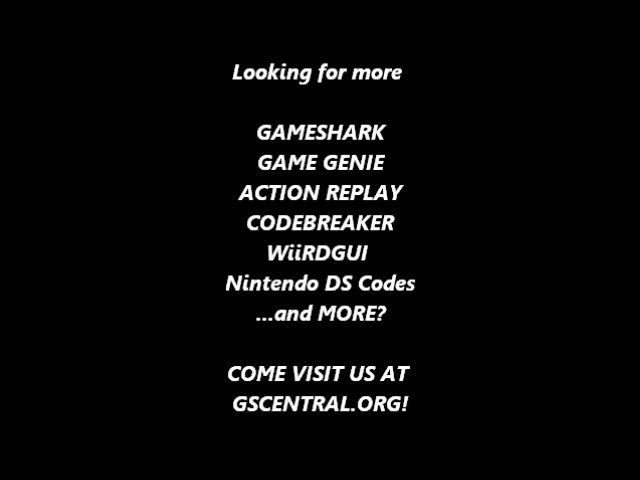 Looking for more
GAMESHARK
GAME GENIE
ACTION REPLAY
CODEBREAKER
WiiRDGUI
Nintendo DS Codes
...and MORE?
COME VISIT US AT
GSCENTRAL.ORG!